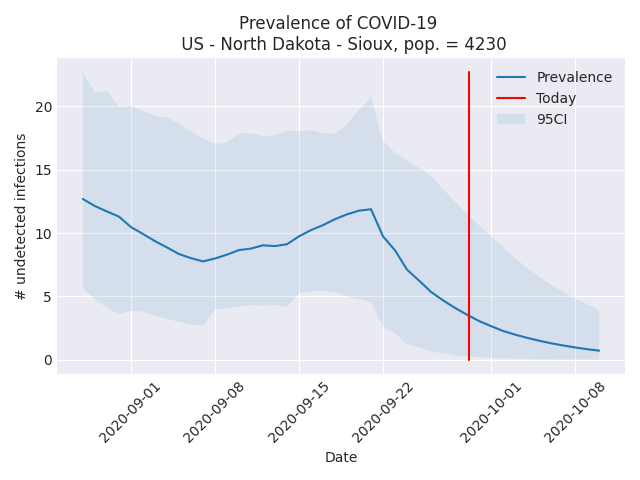 Prevalence of COVID-19
US - North Dakota - Sioux, pop. = 4230
Prevalence
Today
95CI
# undetected infections
20
15
10
5
0
2020-09-01
2020-09-08
2020-09-15
2020-09-22
2020-10-01
2020-10-08
Date